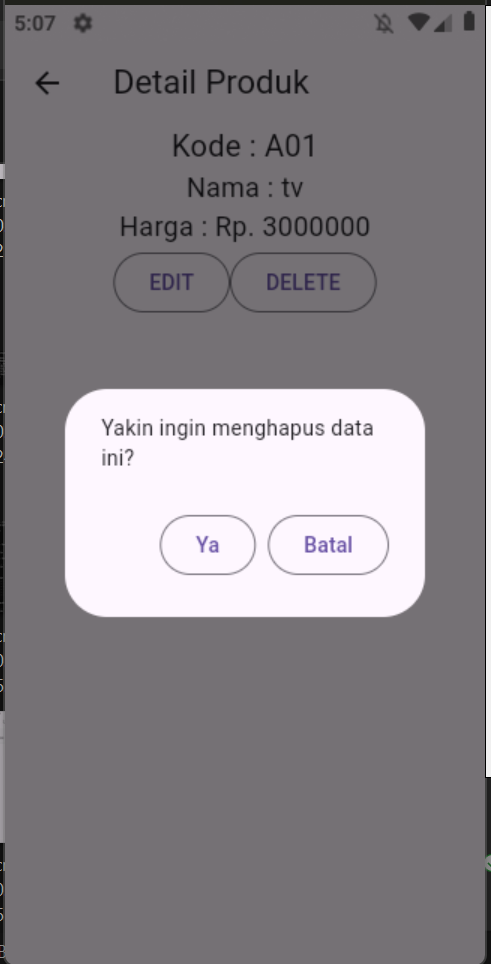 5:07
Detail Produk
Kode : A01
Nama : tv
Harga : Rp. 3000000
EDIT DELETE
Yakin ingin menghapus data
ini?
Ya Batal